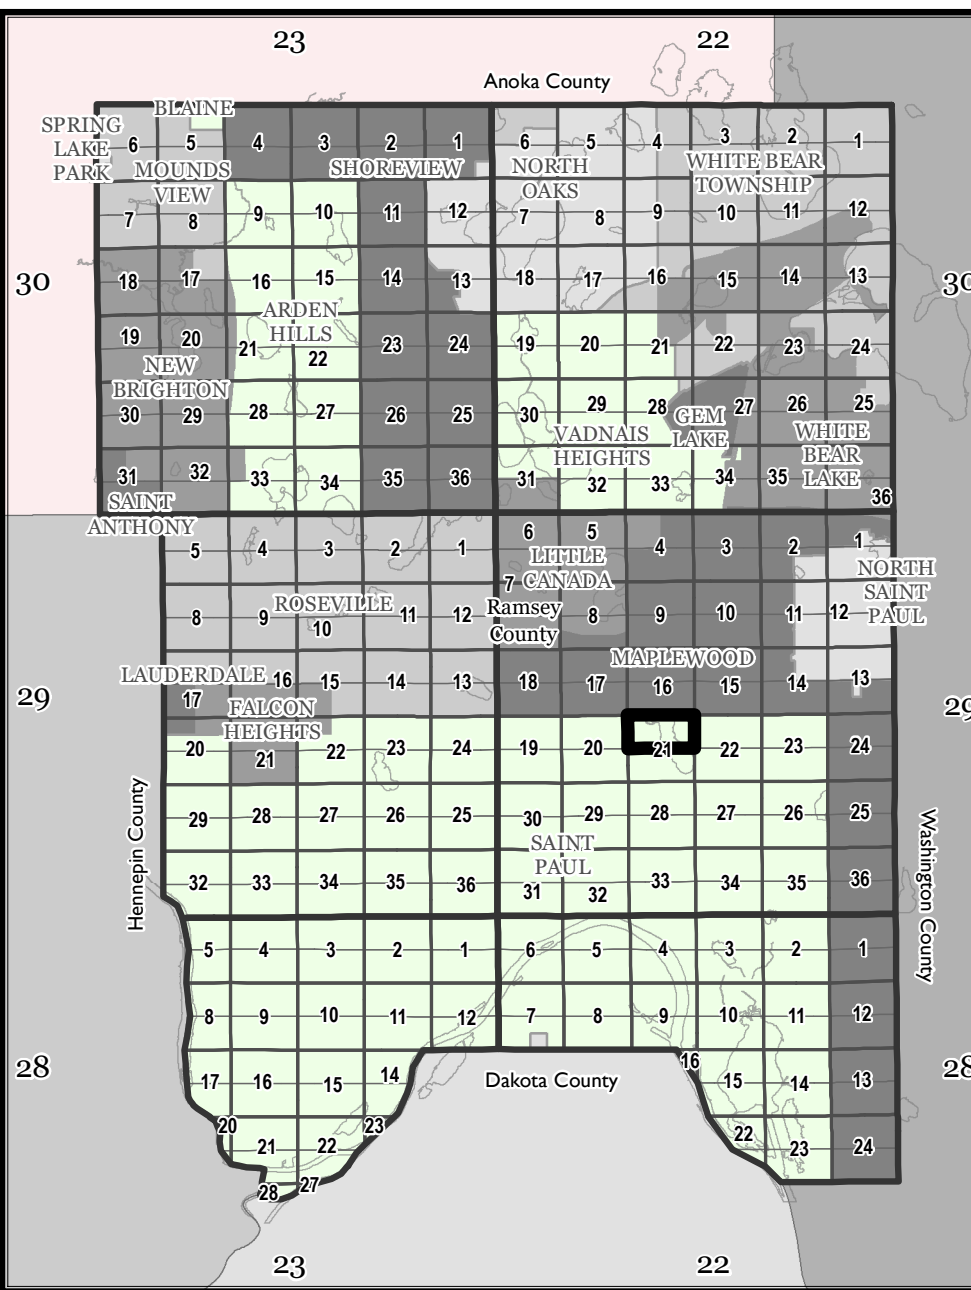 23 22
Anoka County
BLAINE
SPRING
LAKE
PARK
6 5 4 3 2 1 6 5 4 3 2 1
MOUNDS
VIEW
SHOREVIEW
NORTH
OAKS
WHITE BEAR
TOWNSHIP
7 8 9 10 11 12 7 8 9 10 11 12
30 18 17 16 15 14 13 18 17 16 15 14 13 30
ARDEN
HILLS
19 20 21 22 23 24 19 20 21 22 23 24
NEW
BRIGHTON
30 29 28 27 26 25 30 29 28 27 26 25
GEM
LAKE
VADNAIS
HEIGHTS
WHITE
BEAR
LAKE
31 32 33 34 35 36 31 32 33 34 35 36
SAINT
ANTHONY
5 4 3 2 1 6 5 4 3 2 1
LITTLE
CANADA
NORTH
SAINT
PAUL
8 9 10 11 12 7 8 9 10 11 12
ROSEVILLE
Ramsey
County
MAPLEWOOD
LAUDERDALE
29 17 16 15 14 13 18 17 16 15 14 13 29
FALCON
HEIGHTS
20 21 22 23 24 19 20 21 22 23 24
29 28 27 26 25 30 29 28 27 26 25
SAINT
PAUL
32 33 34 35 36 31 32 33 34 35 36
Hennepin County
Washington County
5 4 3 2 1 6 5 4 3 2 1
8 9 10 11 12 7 8 9 10 11 12
28 17 16 15 14 16 15 14 13 28
Dakota County
20 21 22 23 22 23 24
28 27
23 22